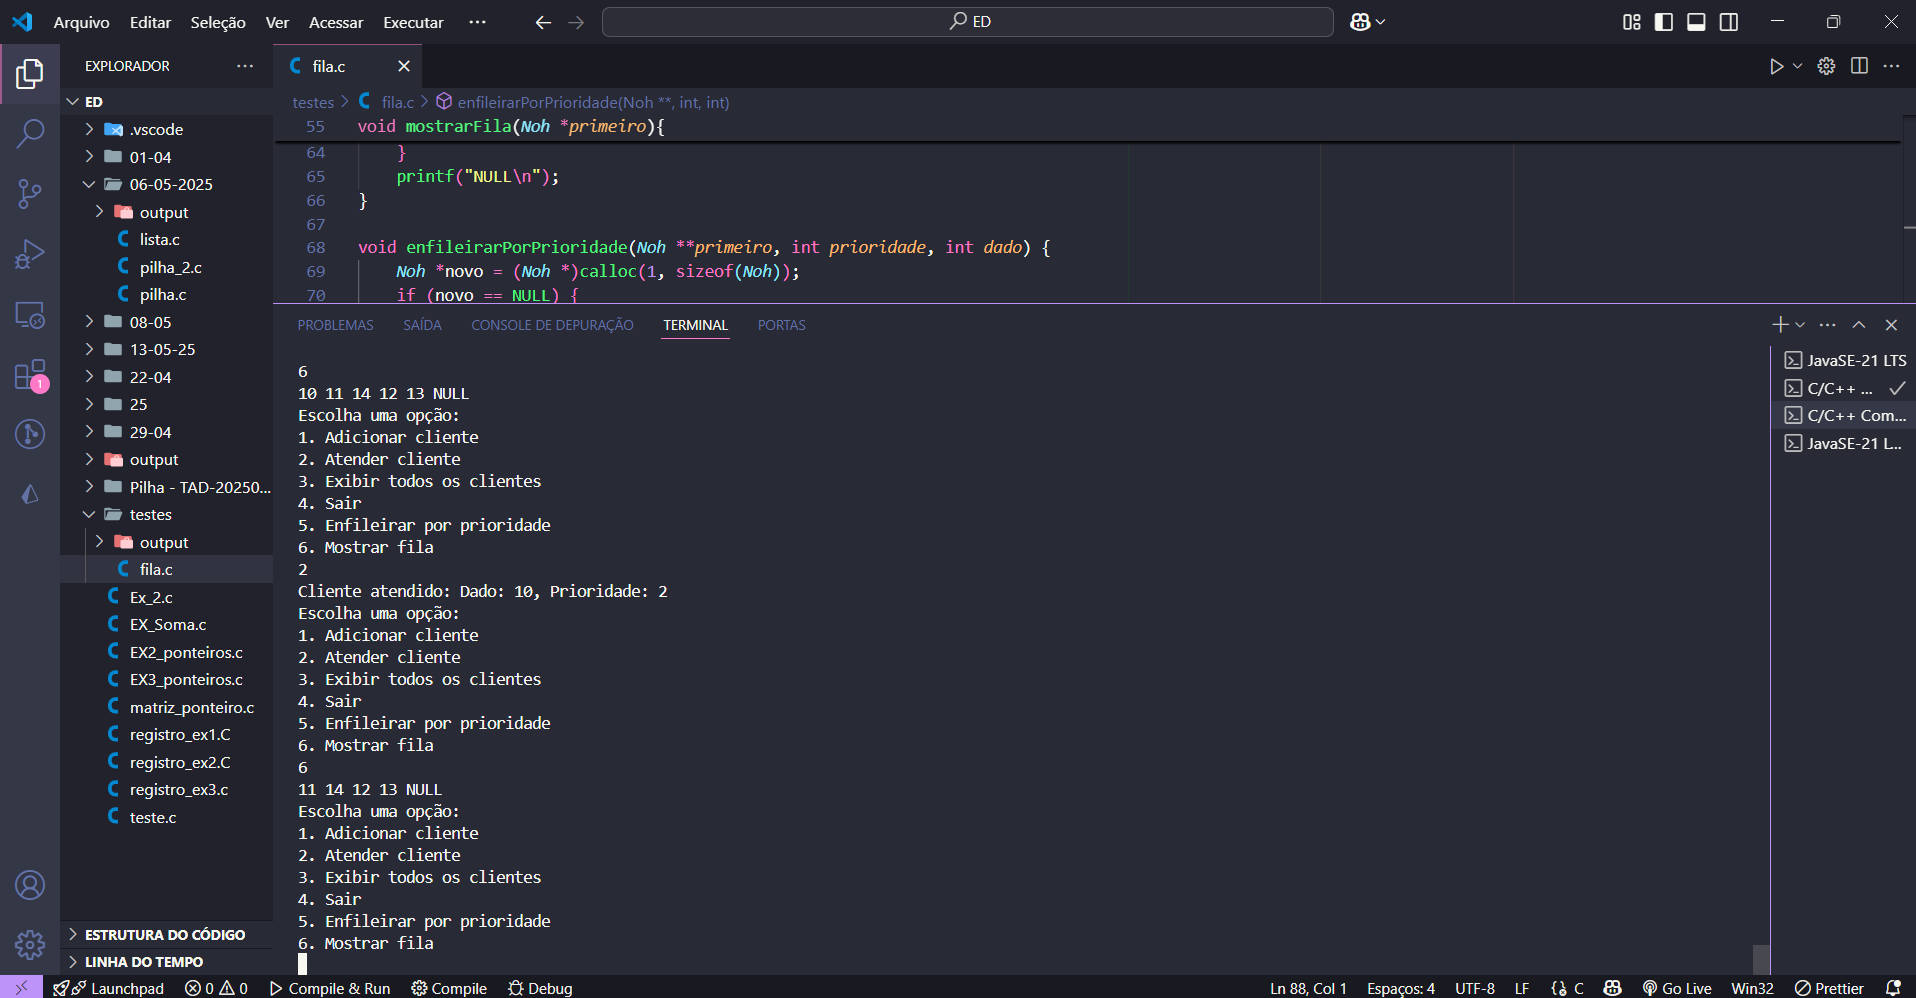 Arquivo Editar Seleção Ver Acessar Executar ··· ED
EXPLORADOR ···
ED
.vscode
01-04
06-05-2025
output
lista.c
pilha_2.c
pilha.c
08-05
13-05-25
22-04
25
29-04
output
Pilha - TAD-20250...
testes
output
fila.c
Ex_2.c
EX_Soma.c
EX2_ponteiros.c
EX3_ponteiros.c
matriz_ponteiro.c
registro_ex1.C
registro_ex2.C
registro_ex3.c
teste.c
ESTRUTURA DO CÓDIGO
LINHA DO TEMPO
1
fila.c
testes > fila.c > enfileirarPorPrioridade(Noh **, int, int)
55 void mostrarFila(Noh *primeiro){
64 }
65 printf("NULL\n");
66 }
67
68 void enfileirarPorPrioridade(Noh **primeiro, int prioridade, int dado) {
69 Noh *novo = (Noh *)calloc(1, sizeof(Noh));
70 if (novo == NULL) {
PROBLEMAS SAÍDA CONSOLE DE DEPURAÇÃO TERMINAL PORTAS
6
10 11 14 12 13 NULL
Escolha uma opção:
1. Adicionar cliente
2. Atender cliente
3. Exibir todos os clientes
4. Sair
5. Enfileirar por prioridade
6. Mostrar fila
2
Cliente atendido: Dado: 10, Prioridade: 2
Escolha uma opção:
1. Adicionar cliente
2. Atender cliente
3. Exibir todos os clientes
4. Sair
5. Enfileirar por prioridade
6. Mostrar fila
6
11 14 12 13 NULL
Escolha uma opção:
1. Adicionar cliente
2. Atender cliente
3. Exibir todos os clientes
4. Sair
5. Enfileirar por prioridade
6. Mostrar fila
JavaSE-21 LTS
C/C++ ...
C/C++ Com...
JavaSE-21 L...
Launchpad 0 0 Compile & Run Compile Debug Ln 88, Col 1 Espaços: 4 UTF-8 LF C Go Live Win32 Prettier